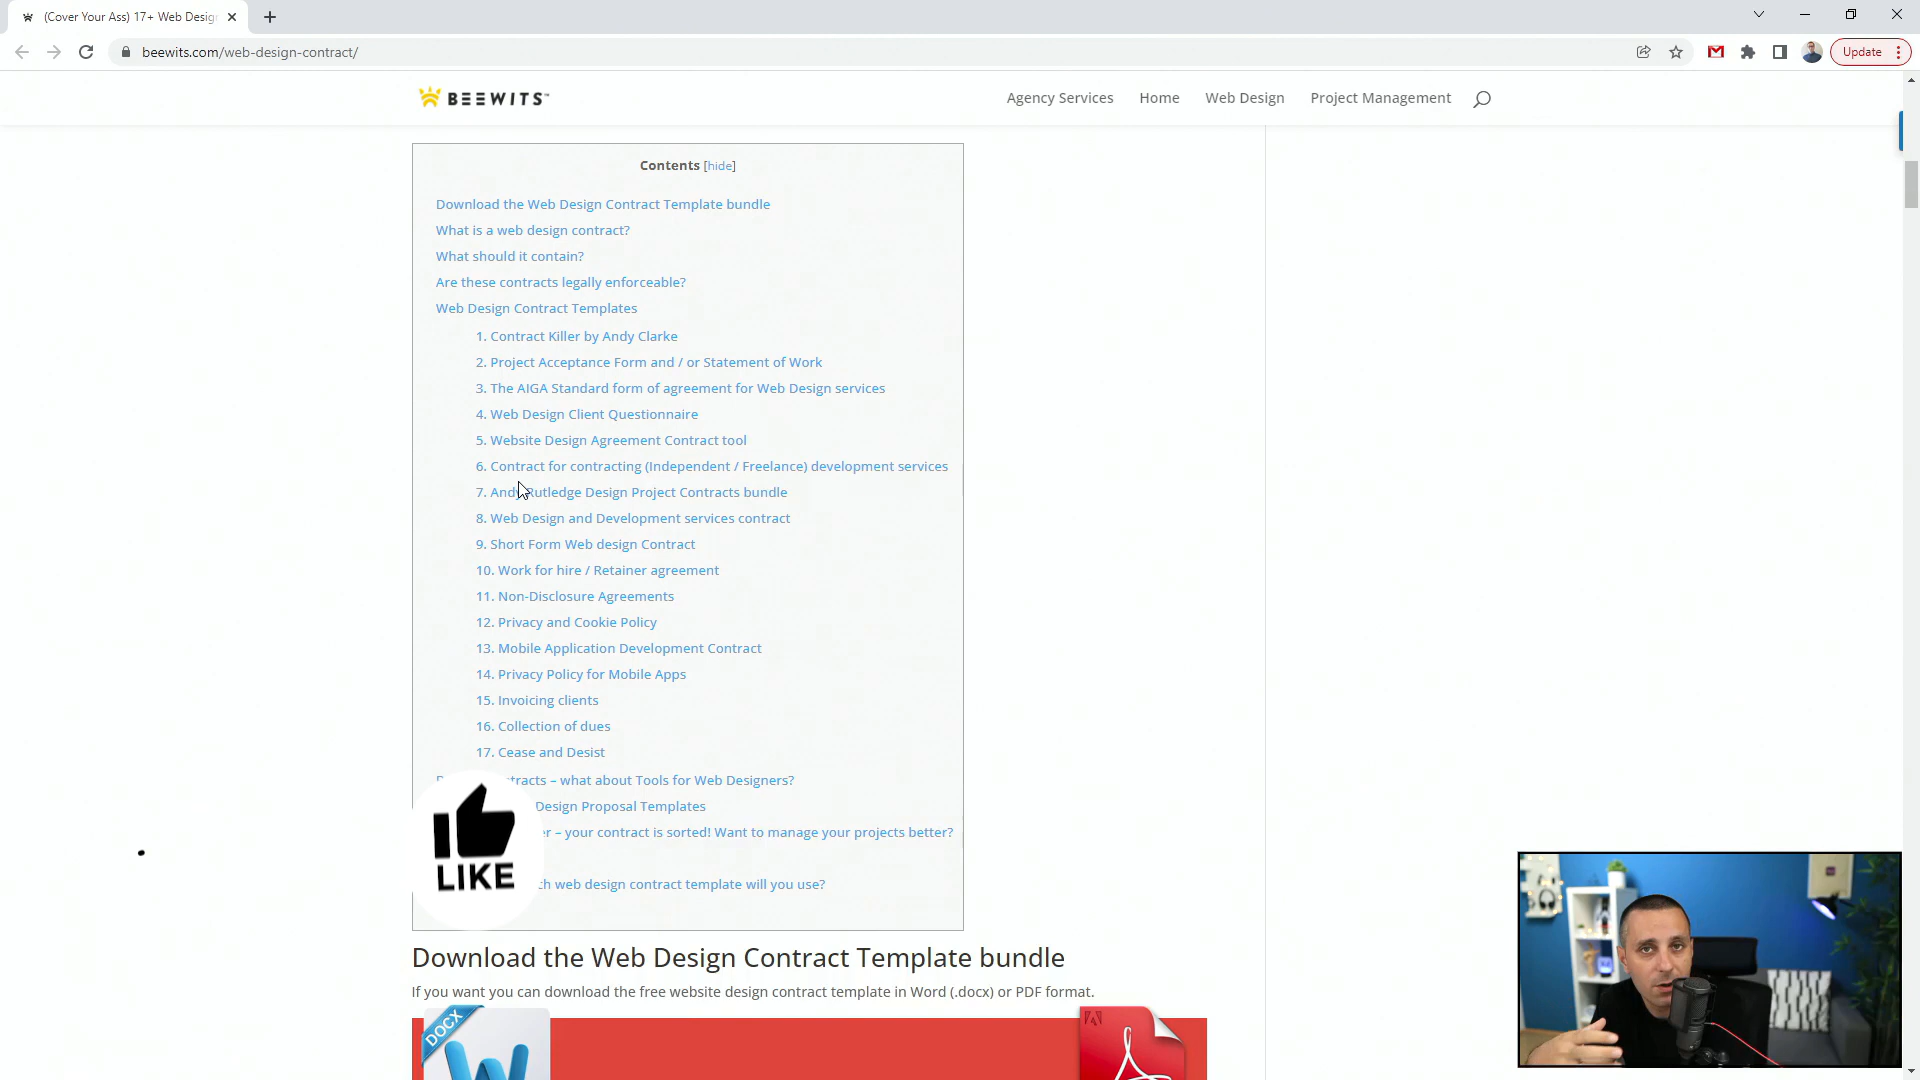 (Cover Your Ass) 17+ Web Desig
beewits.com/web-design-contract/
Update
BEEWITS™
Agency Services
Home
Web Design
Project Management
Contents [hide]
Download the Web Design Contract Template bundle
What is a web design contract?
What should it contain?
Are these contracts legally enforceable?
Web Design Contract Templates
1. Contract Killer by Andy Clarke
2. Project Acceptance Form and / or Statement of Work
3. The AIGA Standard form of agreement for Web Design services
4. Web Design Client Questionnaire
5. Website Design Agreement Contract tool
6. Contract for contracting (Independent / Freelance) development services
7. Andy Rutledge Design Project Contracts bundle
8. Web Design and Development services contract
9. Short Form Web design Contract
10. Work for hire / Retainer agreement
11. Non-Disclosure Agreements
12. Privacy and Cookie Policy
13. Mobile Application Development Contract
14. Privacy Policy for Mobile Apps
15. Invoicing clients
16. Collection of dues
17. Cease and Desist
– what about Tools for Web Designers?
Design Proposal Templates
– your contract is sorted! Want to manage your projects better?
web design contract template will you use?
LIKE
Download the Web Design Contract Template bundle
If you want you can download the free website design contract template in Word (.docx) or PDF format.
DOCX
W